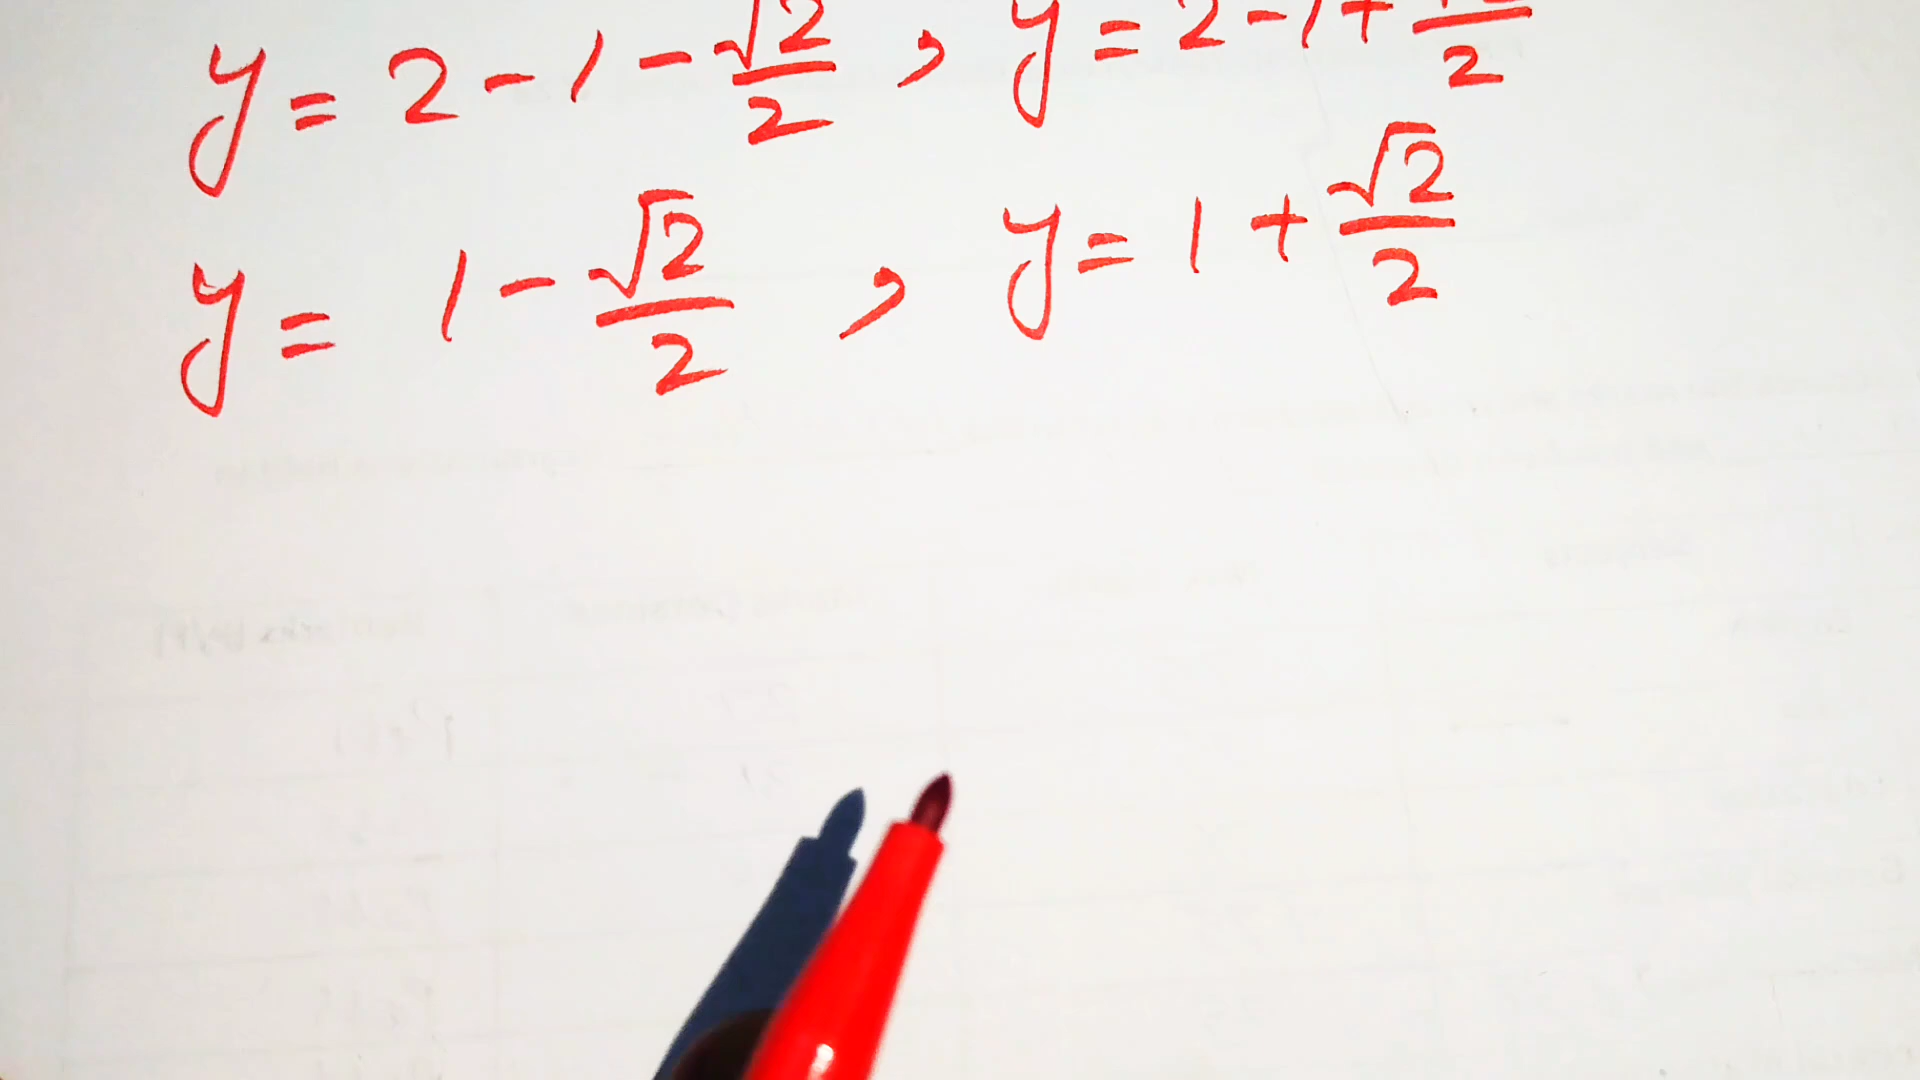 y = 2 - 1 - √2/2 , y = 2 - 1 + √2/2
y = 1 - √2/2 , y = 1 + √2/2